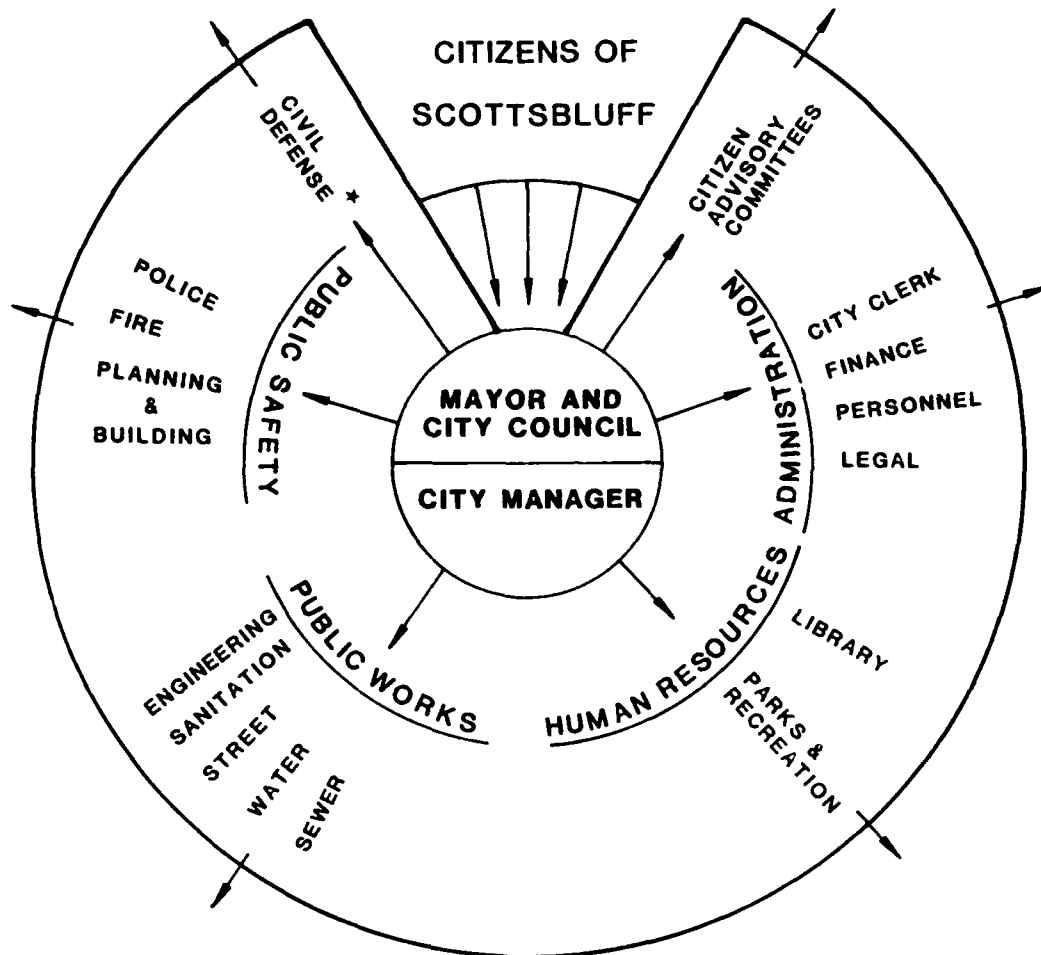 CITIZENS OF
SCOTTSBLUFF
CIVIL
DEFENSE *
CITIZEN
ADVISORY
COMMITTEES
PUBLIC SAFETY
POLICE
FIRE
PLANNING
&
BUILDING
MAYOR AND
CITY COUNCIL
CITY MANAGER
ADMINISTRATION
CITY CLERK
FINANCE
PERSONNEL
LEGAL
PUBLIC WORKS
ENGINEERING
SANITATION
STREET
WATER
SEWER
HUMAN RESOURCES
LIBRARY
PARKS &
RECREATION